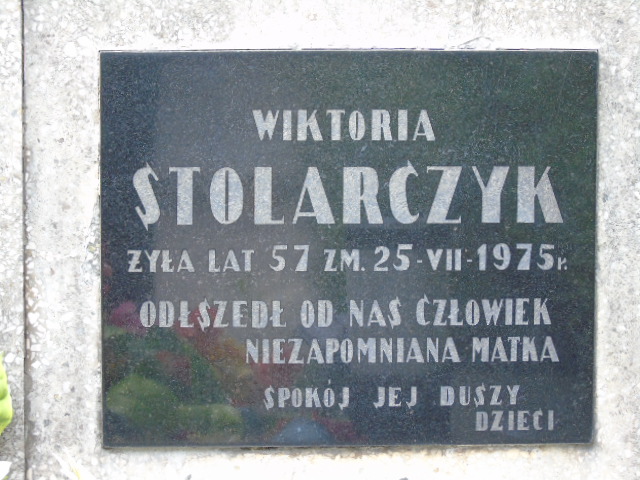 WIKTORIA
STOLARCZYK
ŻYŁA LAT 57 ZM. 25-VII-1975r.
ODŁSZEDŁ OD NAS CZŁOWIEK
NIEZAPOMNIANA MATKA
SPOKÓJ JEJ DUSZY
DZIECI